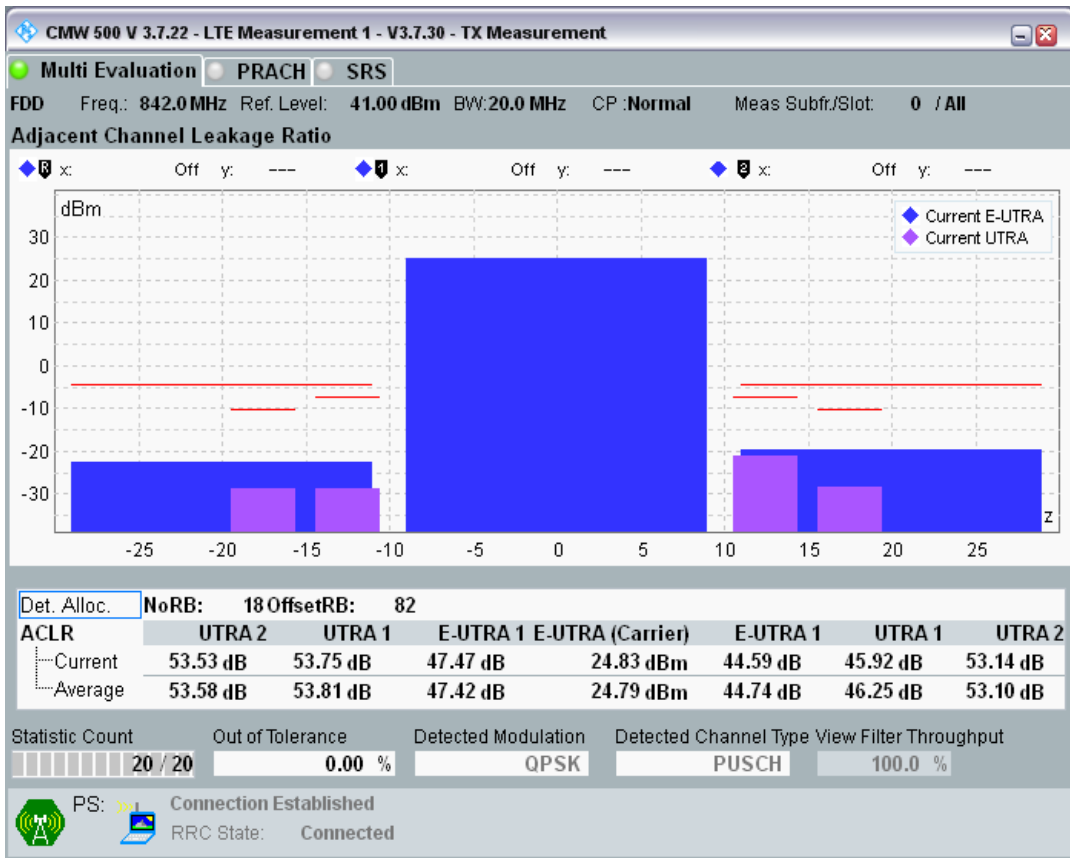 CMW 500 V 3.7.22 - LTE Measurement 1 - V3.7.30 - TX Measurement
Multi Evaluation PRACH SRS
FDD Freq.: 842.0 MHz Ref. Level: 41.00 dBm BW:20.0 MHz CP :Normal Meas Subfr./Slot: 0 / All
Adjacent Channel Leakage Ratio
R x: Off y: --- 1 x: Off y: --- 2 x: Off y: ---
dBm
Current E-UTRA
Current UTRA
30
20
10
0
-10
-20
-30
z
-25 -20 -15 -10 -5 0 5 10 15 20 25
Det. Alloc. NoRB: 18 OffsetRB: 82
ACLR UTRA 2 UTRA 1 E-UTRA 1 E-UTRA (Carrier) E-UTRA 1 UTRA 1 UTRA 2
Current 53.53 dB 53.75 dB 47.47 dB 24.83 dBm 44.59 dB 45.92 dB 53.14 dB
Average 53.58 dB 53.81 dB 47.42 dB 24.79 dBm 44.74 dB 46.25 dB 53.10 dB
Statistic Count Out of Tolerance Detected Modulation Detected Channel Type View Filter Throughput
20 / 20 0.00 % QPSK PUSCH 100.0 %
PS: Connection Established
RRC State: Connected